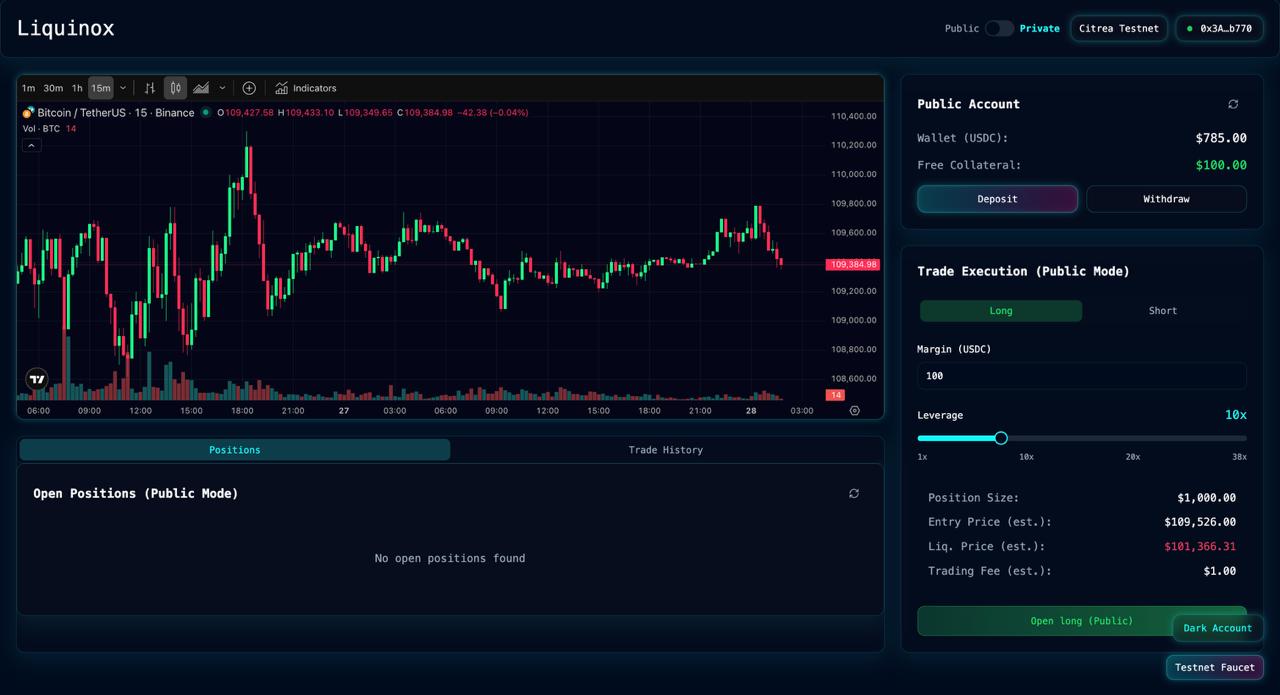 Liquinox
Public Private Citrea Testnet 0x3A…b770
1m 30m 1h 15m Indicators
Bitcoin / TetherUS · 15 · Binance O109,427.58 H109,433.10 L109,349.65 C109,384.98 −42.38 (−0.04%)
Vol · BTC 14
110,400.00
110,200.00
110,000.00
109,800.00
109,600.00
109,384.98
109,200.00
109,000.00
108,800.00
108,600.00
14
06:00 09:00 12:00 15:00 18:00 21:00 27 03:00 06:00 09:00 12:00 15:00 18:00 21:00 28 03:00
Positions Trade History
Open Positions (Public Mode)
No open positions found
Public Account
Wallet (USDC): $785.00
Free Collateral: $100.00
Deposit Withdraw
Trade Execution (Public Mode)
Long Short
Margin (USDC)
100
Leverage 10x
1x 10x 20x 38x
Position Size: $1,000.00
Entry Price (est.): $109,526.00
Liq. Price (est.): $101,366.31
Trading Fee (est.): $1.00
Open long (Public)
Dark Account
Testnet Faucet